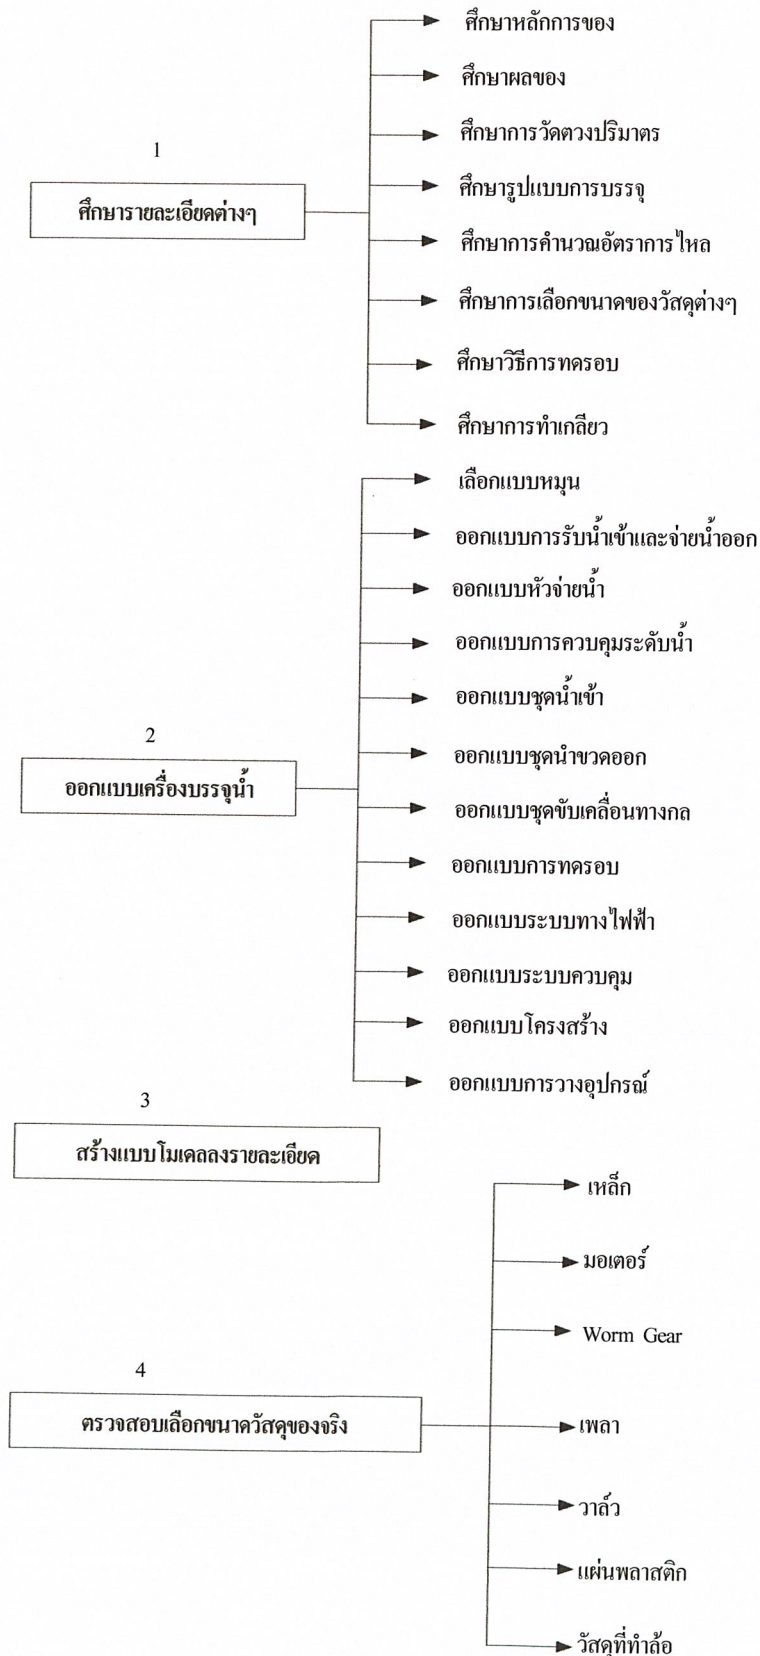 1
ศึกษารายละเอียดต่างๆ
ศึกษาหลักการของ
ศึกษาผลของ
ศึกษาการวัดตวงปริมาตร
ศึกษารูปแบบการบรรจุ
ศึกษาการคำนวณอัตราการไหล
ศึกษาการเลือกขนาดของวัสดุต่างๆ
ศึกษาวิธีการทดรอบ
ศึกษาการทำเกลียว
2
ออกแบบเครื่องบรรจุน้ำ
เลือกแบบหมุน
ออกแบบการรับน้ำเข้าและจ่ายน้ำออก
ออกแบบหัวจ่ายน้ำ
ออกแบบการควบคุมระดับน้ำ
ออกแบบชุดน้ำเข้า
ออกแบบชุดนำขวดออก
ออกแบบชุดขับเคลื่อนทางกล
ออกแบบการทดรอบ
ออกแบบระบบทางไฟฟ้า
ออกแบบระบบควบคุม
ออกแบบโครงสร้าง
ออกแบบการวางอุปกรณ์
3
สร้างแบบโมเดลลงรายละเอียด
4
ตรวจสอบเลือกขนาดวัสดุของจริง
เหล็ก
มอเตอร์
Worm Gear
เพลา
วาล์ว
แผ่นพลาสติก
วัสดุที่ทำล้อ